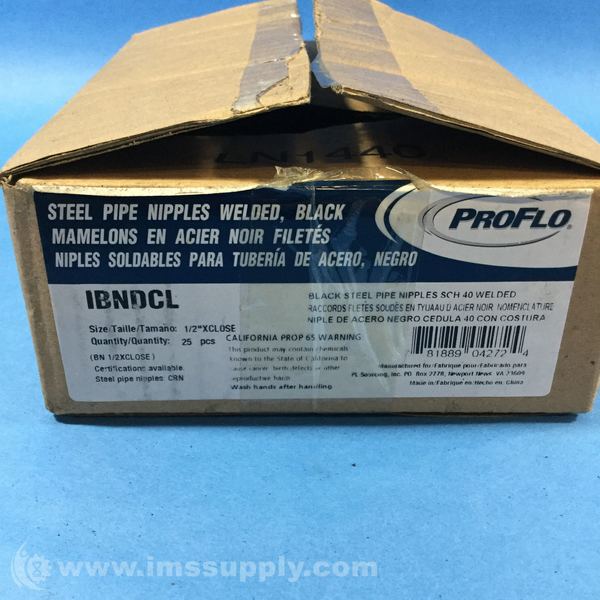 LN1440
STEEL PIPE NIPPLES WELDED, BLACK
MAMELONS EN ACIER NOIR FILETÉS
NIPLES SOLDABLES PARA TUBERÍA DE ACERO, NEGRO
PROFLO
IBNDCL
Size/Taille/Tamano: 1/2"XCLOSE
Quantity/Quantity: 25 pcs
(BN 1/2XCLOSE)
Certifications available:
Steel pipe nipples: CRN
BLACK STEEL PIPE NIPPLES SCH 40 WELDED
RACCORDS FLETES SOUDÉS EN TYUAAU D ACIER NOIR NOMENCLATURE
NIPLE DE ACERO NEGRO CEDULA 40 CON COSTURA
CALIFORNIA PROP 65 WARNING
This product may contain chemicals
known to the State of California to
cause cancer, birth defects or other
reproductive harm
Wash hands after handling.
7 81889 04272 4
Manufactured for/Fabrique pour/Fabricado para
PL Sourcing, Inc. PO. Box 2778, Newport News VA 23609
Made in/Fabrique en/Hecho en: China
www.imssupply.com